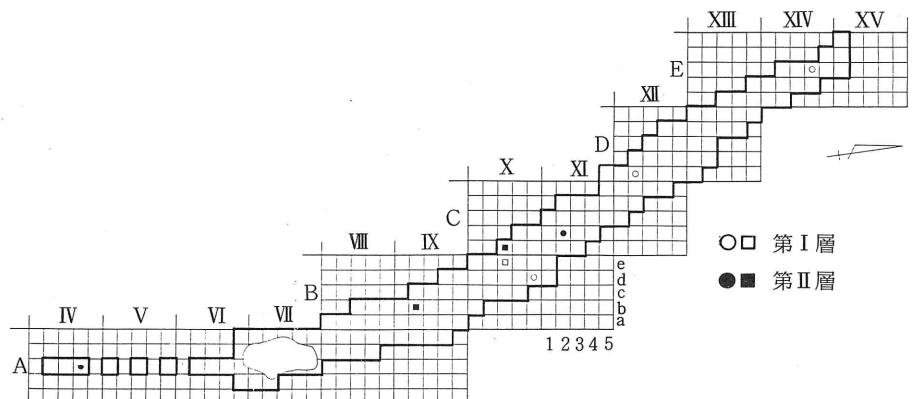 XIII XIV XV
E
XII
D
X XI
C
○□ 第Ⅰ層
●■ 第Ⅱ層
VIII IX
B
e
d
c
b
a
IV V VI VII
A
1 2 3 4 5